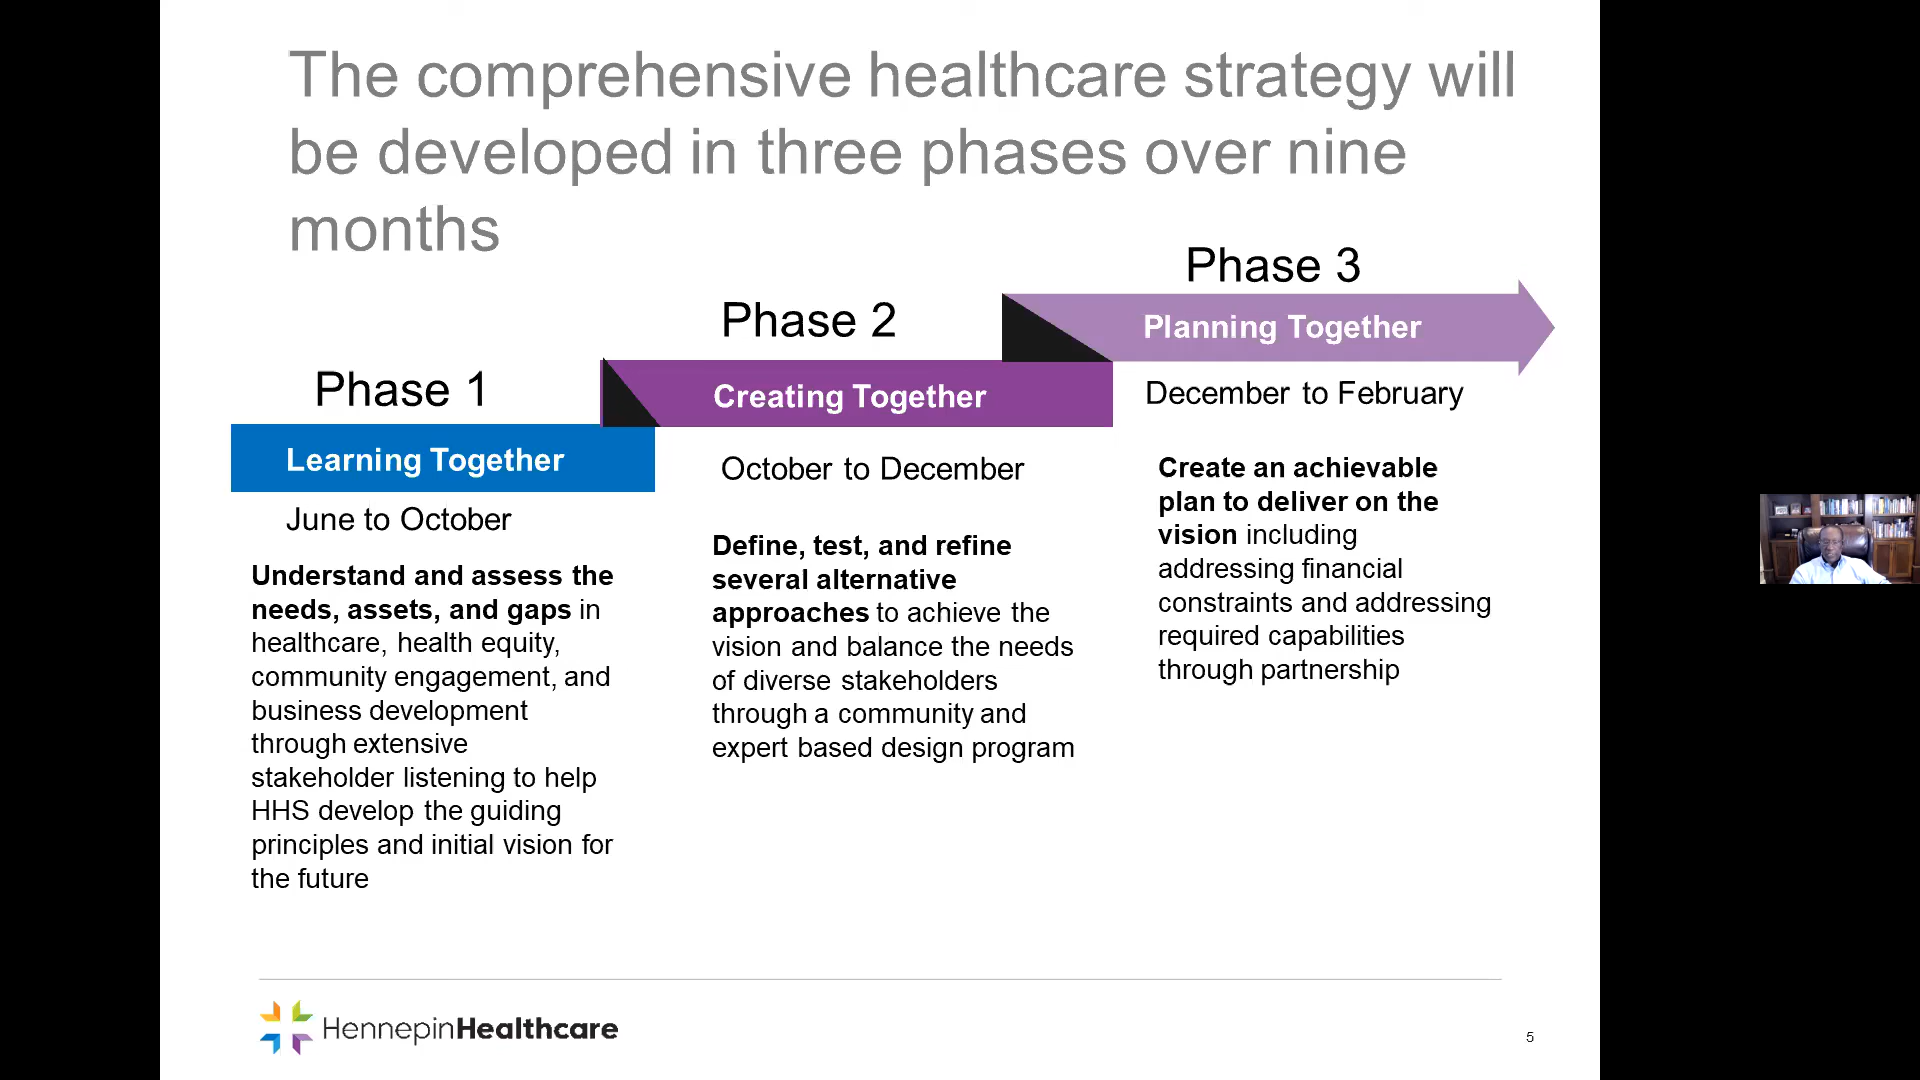 The comprehensive healthcare strategy will
be developed in three phases over nine
months
Phase 1
Learning Together
June to October
Understand and assess the
needs, assets, and gaps in
healthcare, health equity,
community engagement, and
business development
through extensive
stakeholder listening to help
HHS develop the guiding
principles and initial vision for
the future
Phase 2
Creating Together
October to December
Define, test, and refine
several alternative
approaches to achieve the
vision and balance the needs
of diverse stakeholders
through a community and
expert based design program
Phase 3
Planning Together
December to February
Create an achievable
plan to deliver on the
vision including
addressing financial
constraints and addressing
required capabilities
through partnership
HennepinHealthcare
5